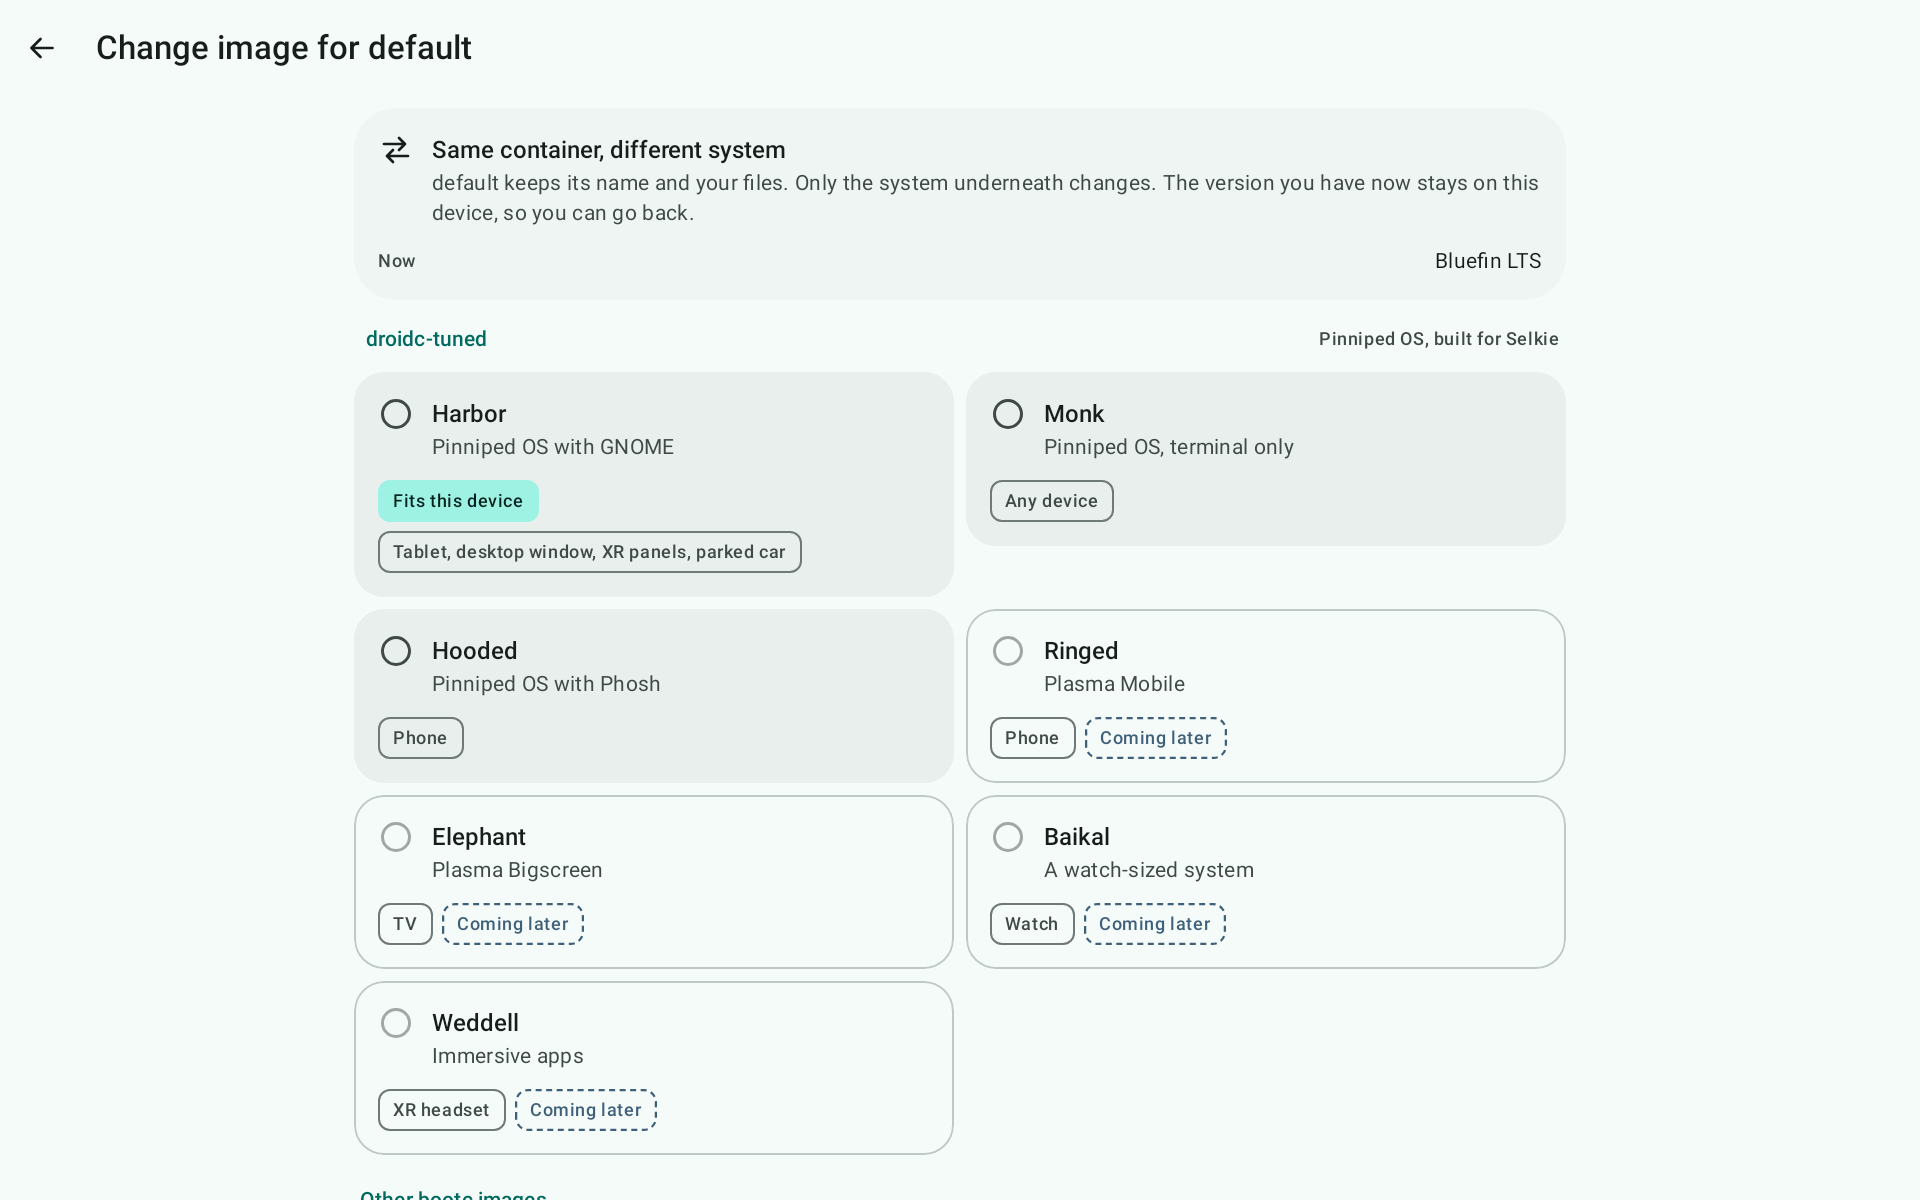 Change image for default
Same container, different system
default keeps its name and your files. Only the system underneath changes. The version you have now stays on this
device, so you can go back.
Now
Bluefin LTS
droidc-tuned
Pinniped OS, built for Selkie
Harbor
Pinniped OS with GNOME
Fits this device
Tablet, desktop window, XR panels, parked car
Monk
Pinniped OS, terminal only
Any device
Hooded
Pinniped OS with Phosh
Phone
Ringed
Plasma Mobile
Phone
Coming later
Elephant
Plasma Bigscreen
TV
Coming later
Baikal
A watch-sized system
Watch
Coming later
Weddell
Immersive apps
XR headset
Coming later
Other bootc images